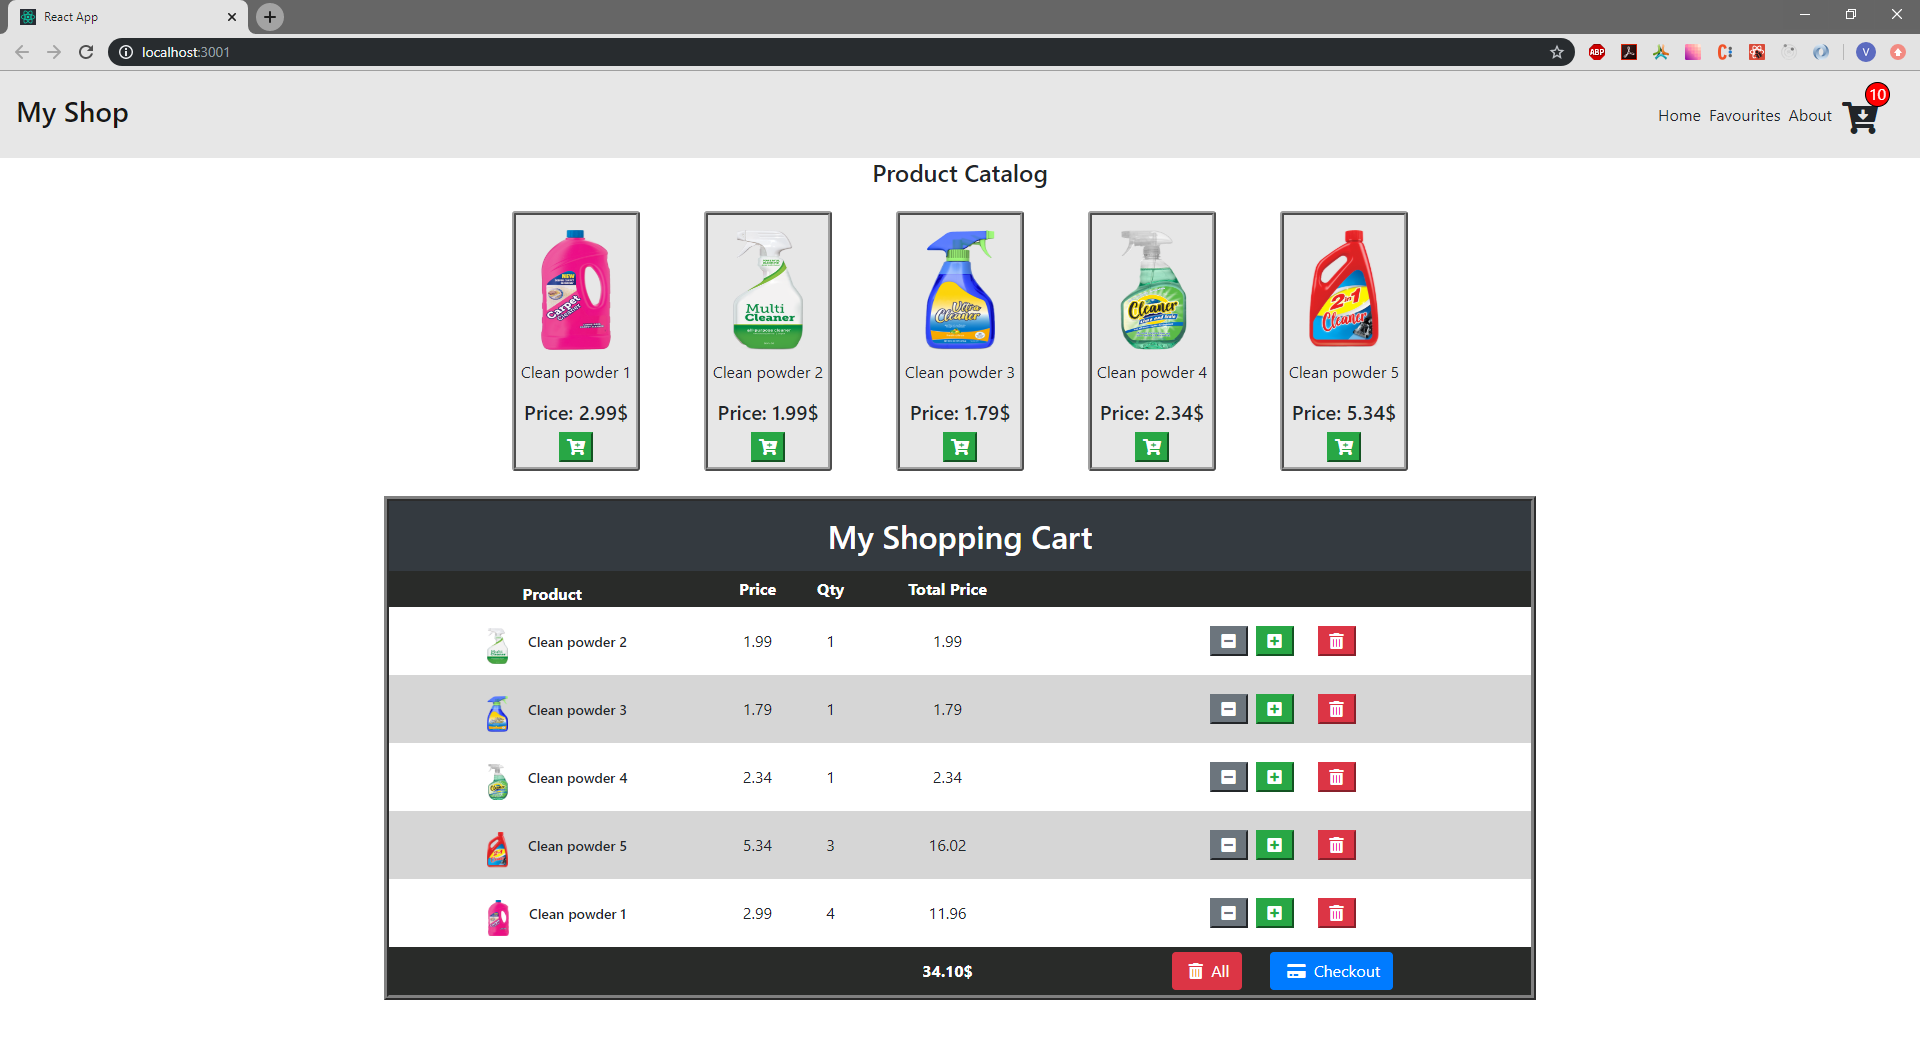 React App
localhost:3001
ABP
V
My Shop
Home Favourites About
10
Product Catalog
NEW
Carpet
Cleaner
Multi
Cleaner
all-purpose cleaner
Ultra
Cleaner
Cleaner
2in1
Cleaner
Clean powder 1
Clean powder 2
Clean powder 3
Clean powder 4
Clean powder 5
Price: 2.99$
Price: 1.99$
Price: 1.79$
Price: 2.34$
Price: 5.34$
My Shopping Cart
Product Price Qty Total Price
Clean powder 2 1.99 1 1.99
Clean powder 3 1.79 1 1.79
Clean powder 4 2.34 1 2.34
Clean powder 5 5.34 3 16.02
Clean powder 1 2.99 4 11.96
34.10$ All Checkout